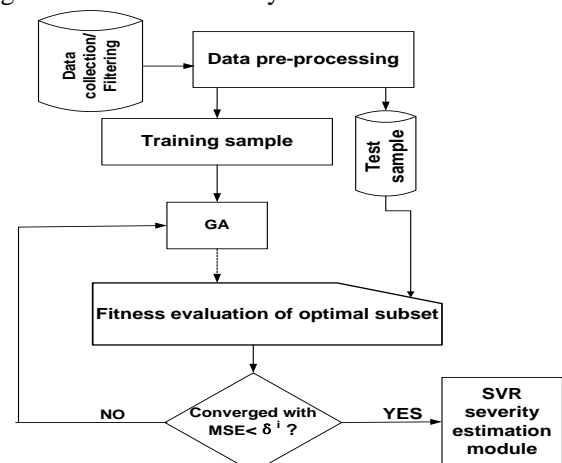 Data
collection/
Filtering
Data pre-processing
Training sample
Test
sample
GA
Fitness evaluation of optimal subset
Converged with
MSE< δ i ?
NO
YES
SVR
severity
estimation
module